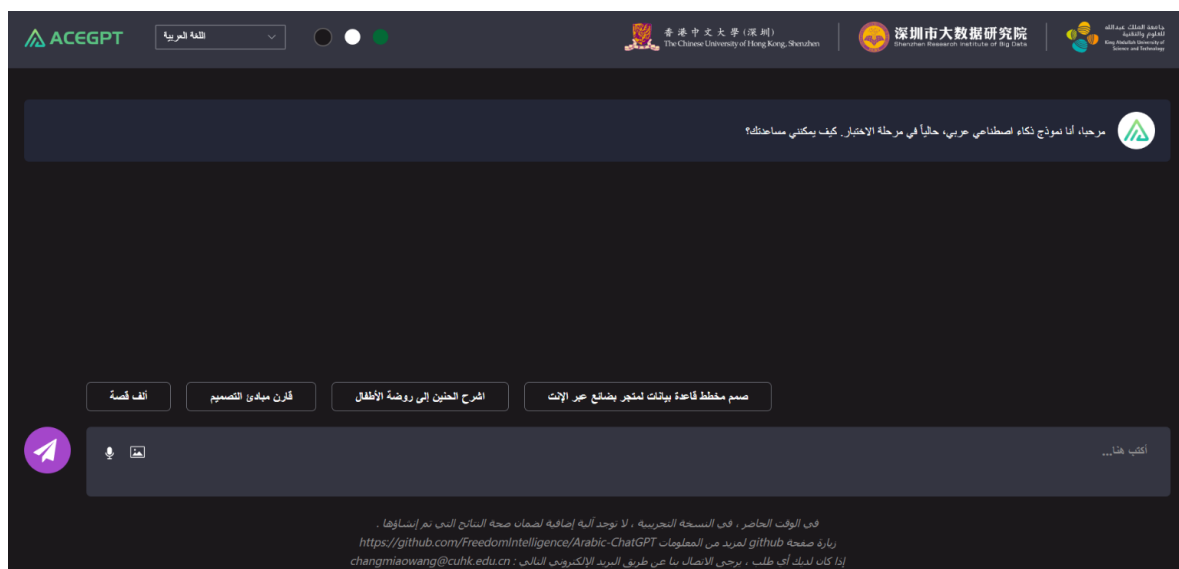 ACEGPT
اللغة العربية
香港中文大學(深圳)
The Chinese University of Hong Kong, Shenzhen
深圳市大数据研究院
Shenzhen Research Institute of Big Data
جامعة الملك عبدالله
للعلوم والتقنية
King Abdullah University of
Science and Technology
مرحبا، أنا نموذج ذكاء اصطناعي عربي، حالياً في مرحلة الاختبار. كيف يمكنني مساعدتك؟
صمم مخطط قاعدة بيانات لمتجر بضائع عبر الإنت
اشرح الحنين إلى روضة الأطفال
قارن مبادئ التصميم
ألف قصة
أكتب هنا...
في الوقت الحاضر ، في النسخة التجريبية ، لا توجد آلية إضافية لضمان صحة النتائج التي تم إنشاؤها .
زيارة صفحة github لمزيد من المعلومات https://github.com/FreedomIntelligence/Arabic-ChatGPT
إذا كان لديك أي طلب ، يرجى الاتصال بنا عن طريق البريد الإلكتروني التالي : changmiaowang@cuhk.edu.cn